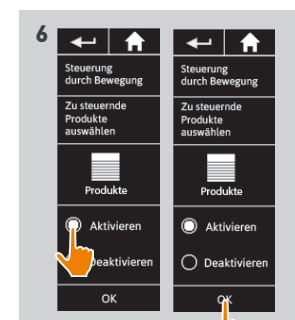 6
Steuerung
durch Bewegung
Zu steuernde
Produkte
auswählen
Produkte
Aktivieren
Deaktivieren
OK
Steuerung
durch Bewegung
Zu steuernde
Produkte
auswählen
Produkte
Aktivieren
Deaktivieren
OK